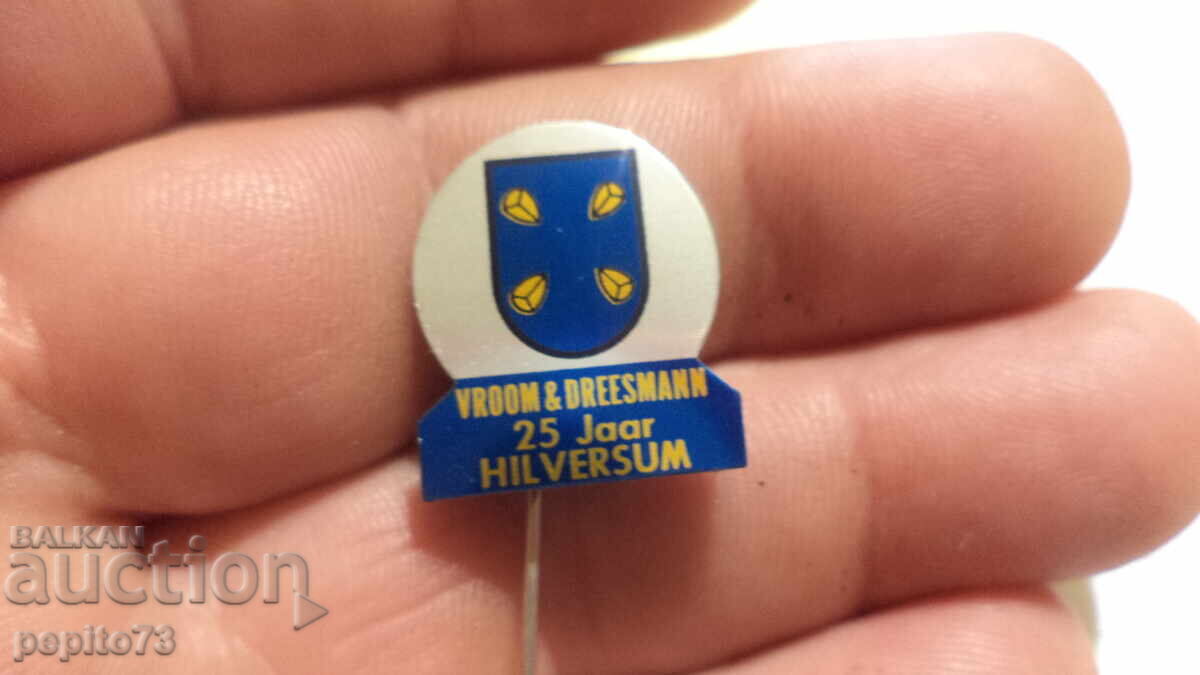 VROOM & DREESMANN
25 Jaar
HILVERSUM
BALKAN
auction
pepito73